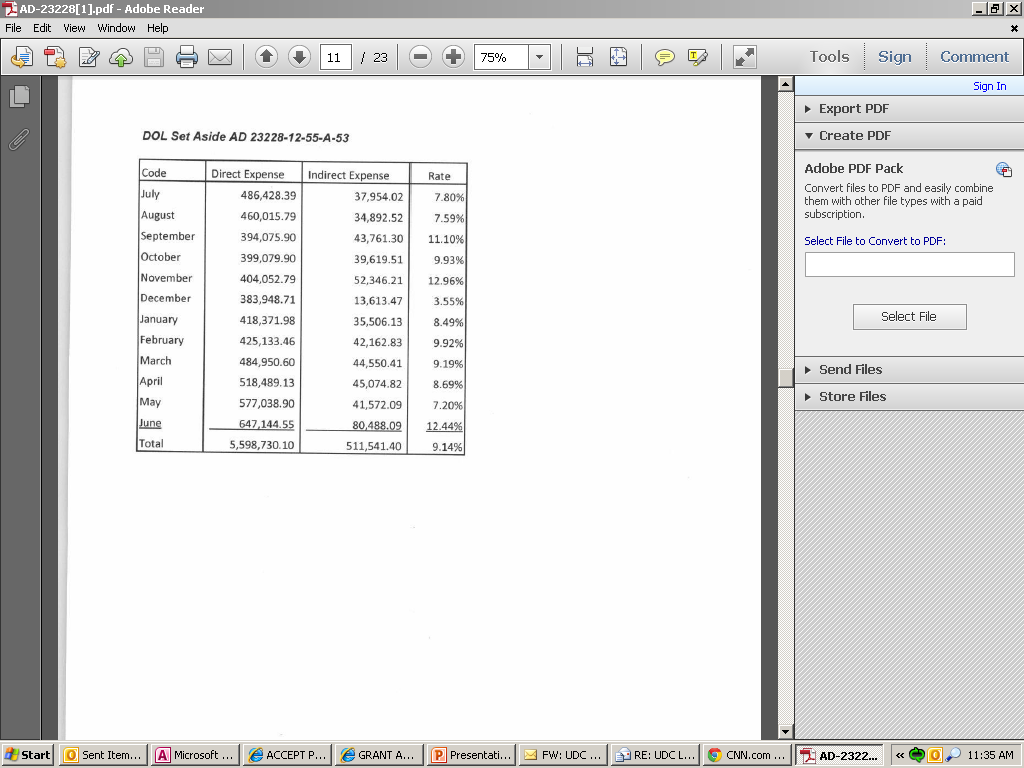 AD-23228[1].pdf - Adobe Reader
File Edit View Window Help
11 / 23 75% Tools Sign Comment
Sign In
Export PDF
Create PDF
Adobe PDF Pack
Convert files to PDF and easily combine
them with other file types with a paid
subscription.
Select File to Convert to PDF:
Select File
Send Files
Store Files
DOL Set Aside AD 23228-12-55-A-53
Code Direct Expense Indirect Expense Rate
July 486,428.39 37,954.02 7.80%
August 460,015.79 34,892.52 7.59%
September 394,075.90 43,761.30 11.10%
October 399,079.90 39,619.51 9.93%
November 404,052.79 52,346.21 12.96%
December 383,948.71 13,613.47 3.55%
January 418,371.98 35,506.13 8.49%
February 425,133.46 42,162.83 9.92%
March 484,950.60 44,550.41 9.19%
April 518,489.13 45,074.82 8.69%
May 577,038.90 41,572.09 7.20%
June 647,144.55 80,488.09 12.44%
Total 5,598,730.10 511,541.40 9.14%
Start Sent Item... Microsoft ... ACCEPT P... GRANT A... Presentati... FW: UDC ... RE: UDC L... CNN.com ... AD-2322... « 11:35 AM